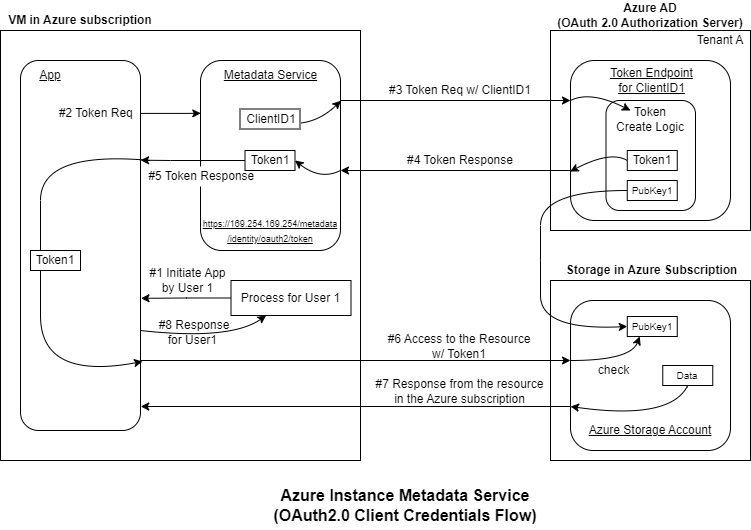 VM in Azure subscription
Azure AD
(OAuth 2.0 Authorization Server)
Tenant A
App
Metadata Service
Token Endpoint
for ClientID1
#2 Token Req
ClientID1
#3 Token Req w/ ClientID1
Token
Create Logic
Token1
#4 Token Response
Token1
#5 Token Response
PubKey1
https://169.254.169.254/metadata
/identity/oauth2/token
Token1
#1 Initiate App
by User 1
Process for User 1
Storage in Azure Subscription
#8 Response
for User1
PubKey1
#6 Access to the Resource
w/ Token1
check
Data
#7 Response from the resource
in the Azure subscription
Azure Storage Account
Azure Instance Metadata Service
(OAuth2.0 Client Credentials Flow)